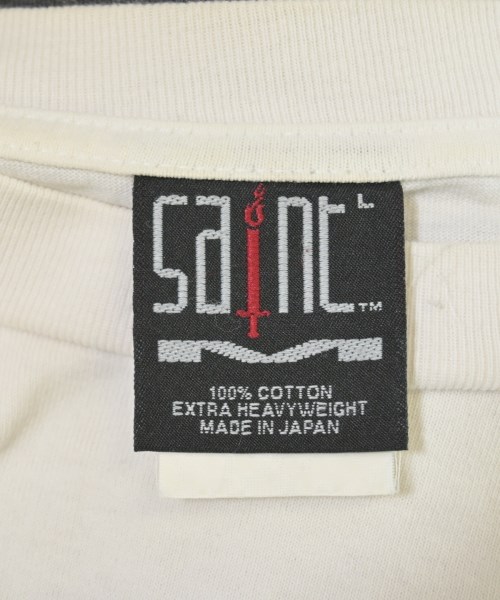 saint L
TM
M
100% COTTON
EXTRA HEAVYWEIGHT
MADE IN JAPAN